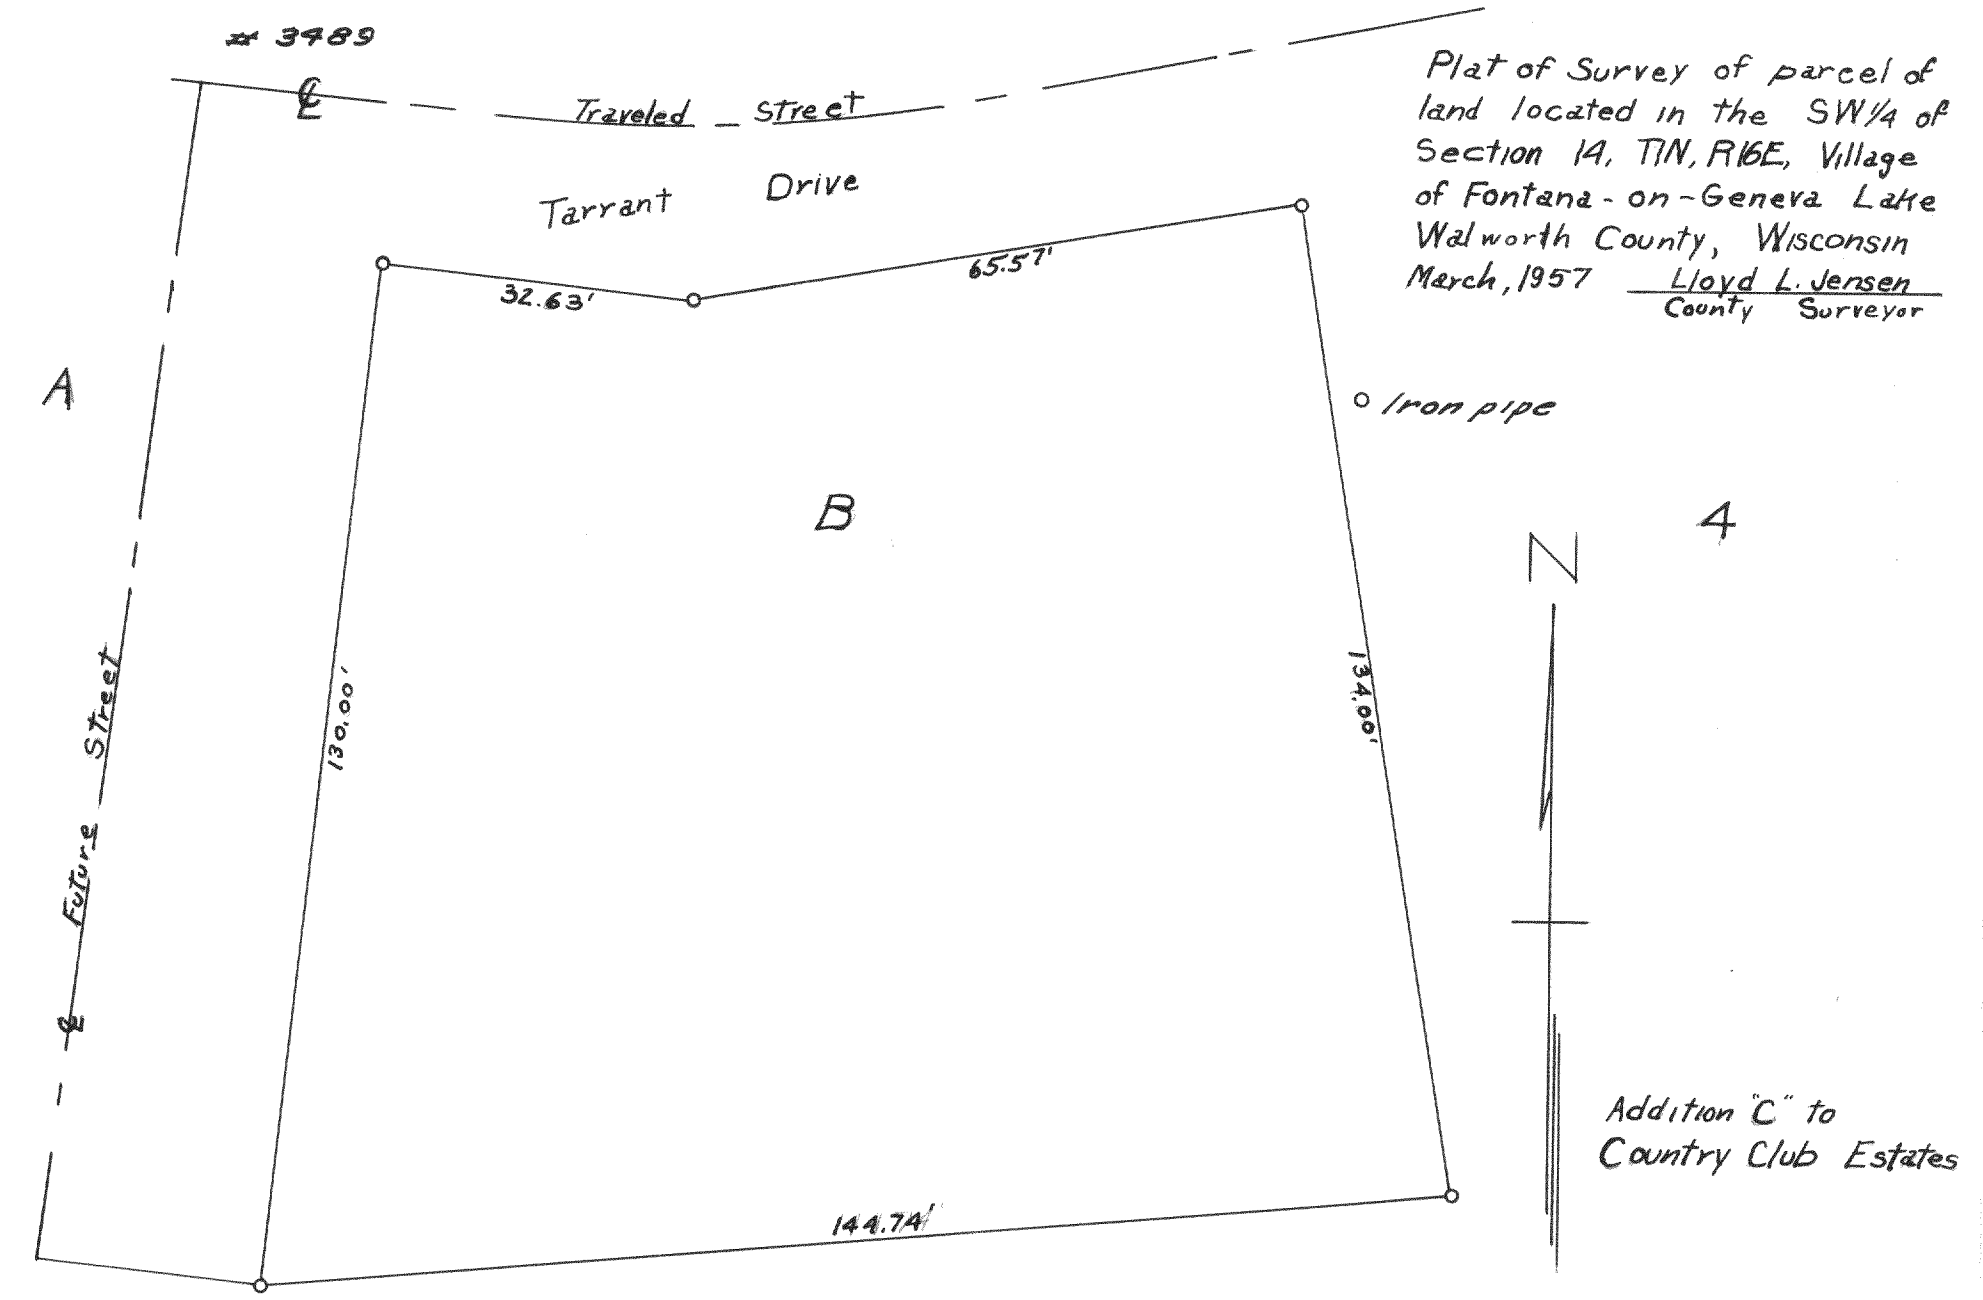 # 3489
℄
Traveled Street
Tarrant Drive
Plat of Survey of parcel of
land located in the SW1/4 of
Section 14, T1N, R16E, Village
of Fontana-on-Geneva Lake
Walworth County, Wisconsin
March, 1957 Lloyd L. Jensen
County Surveyor
32.63'
65.57'
A
o Iron pipe
B
4
N
130.00'
134.00'
Future Street
℄
Addition "C" to
Country Club Estates
144.74'